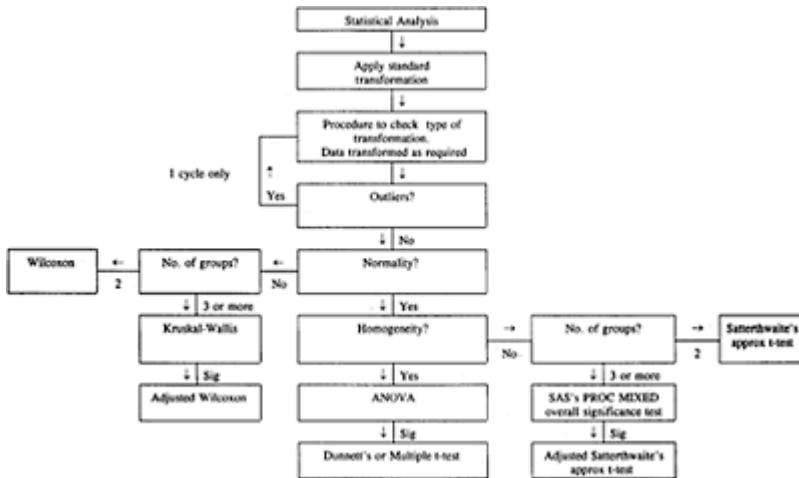 Statistical Analysis
Apply standard
transformation
Procedure to check type of
transformation.
Data transformed as required
1 cycle only
Yes
Outliers?
No
Wilcoxon
2
No. of groups?
No
Normality?
3 or more
Yes
Kruskal-Wallis
Homogeneity?
No
No. of groups?
2
Satterthwaite's
approx t-test
Sig
Yes
3 or more
Adjusted Wilcoxon
ANOVA
SAS's PROC MIXED
overall significance test
Sig
Sig
Dunnett's or Multiple t-test
Adjusted Satterthwaite's
approx t-test